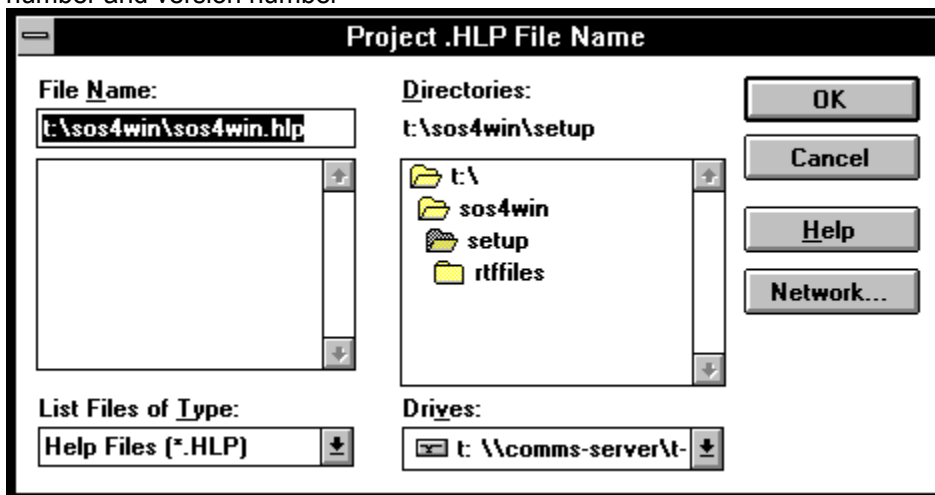 number and version number
Project .HLP File Name
File Name:
t:\sos4win\sos4win.hlp
List Files of Type:
Help Files (*.HLP)
Directories:
t:\sos4win\setup
t:\
sos4win
setup
rtffiles
Drives:
t: \\comms-server\t-
OK
Cancel
Help
Network...